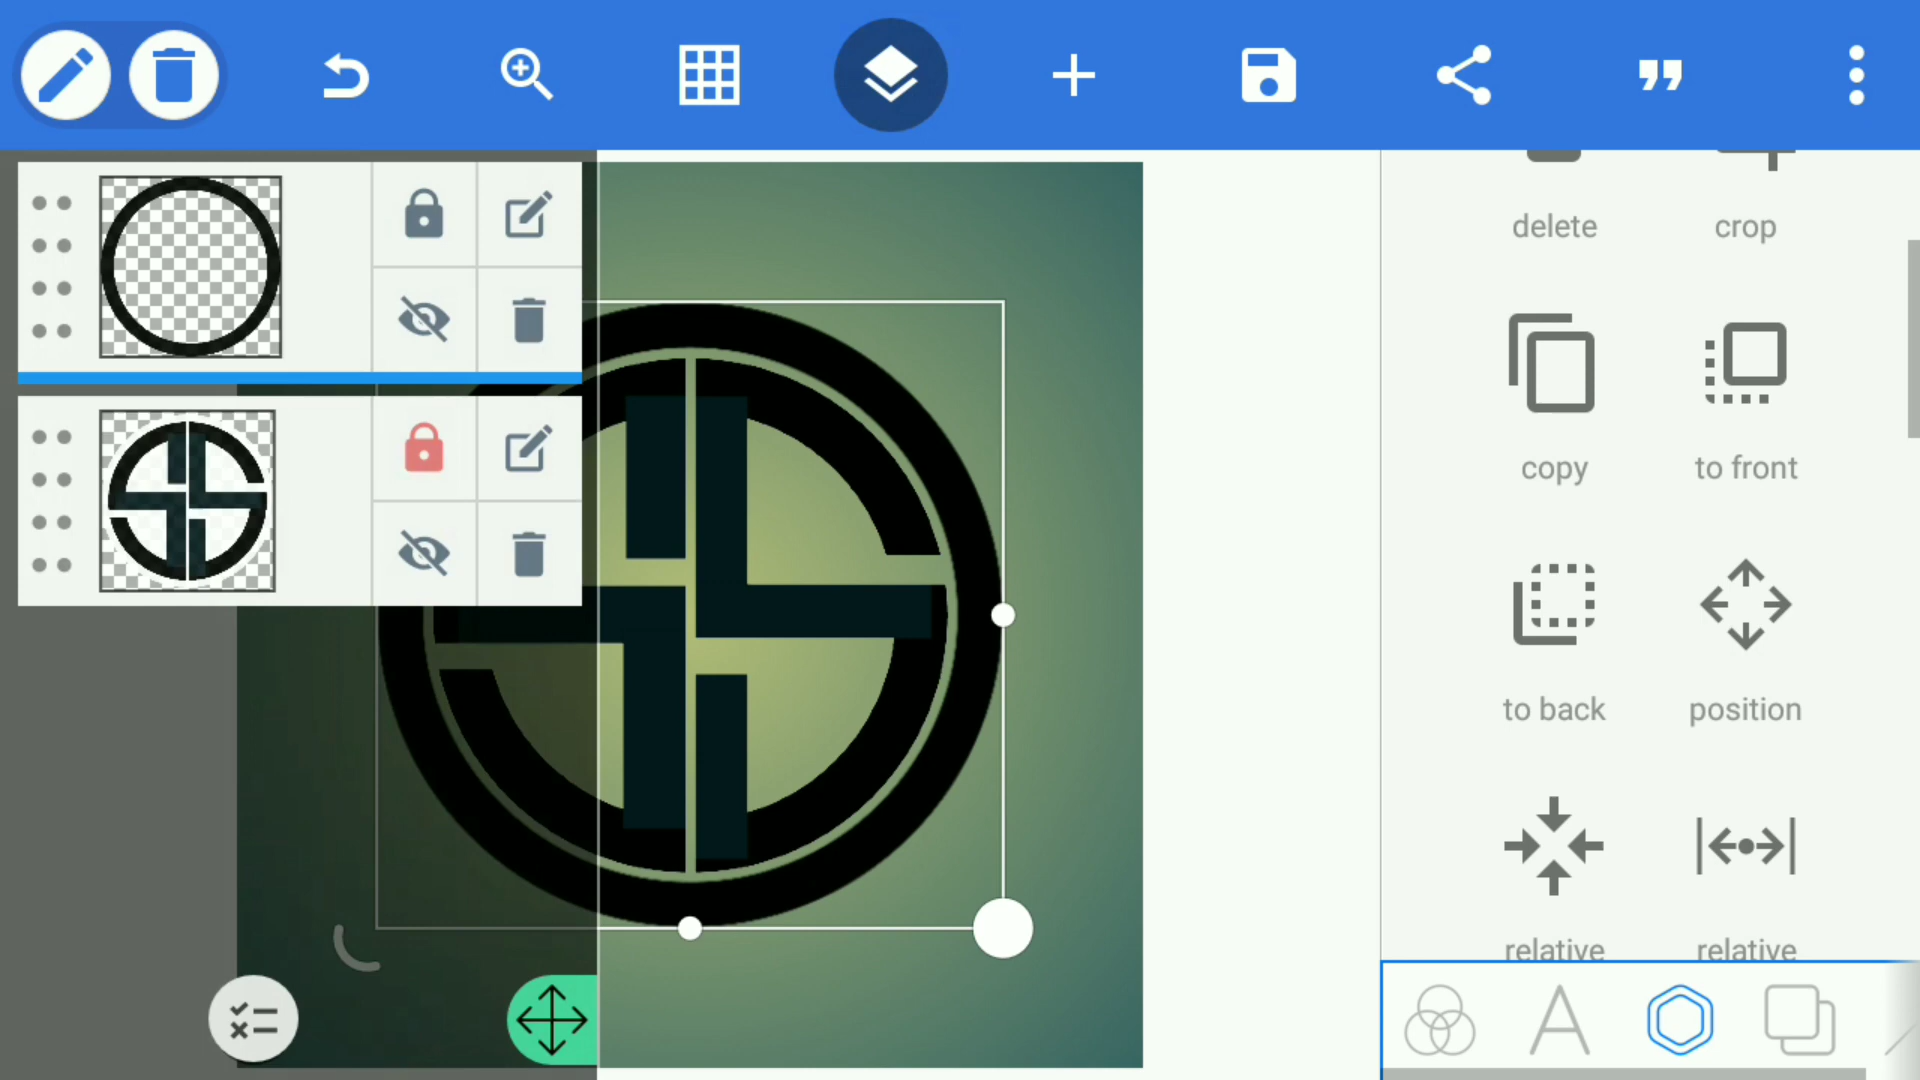 delete
crop
copy
to front
to back
position
relative
relative
A